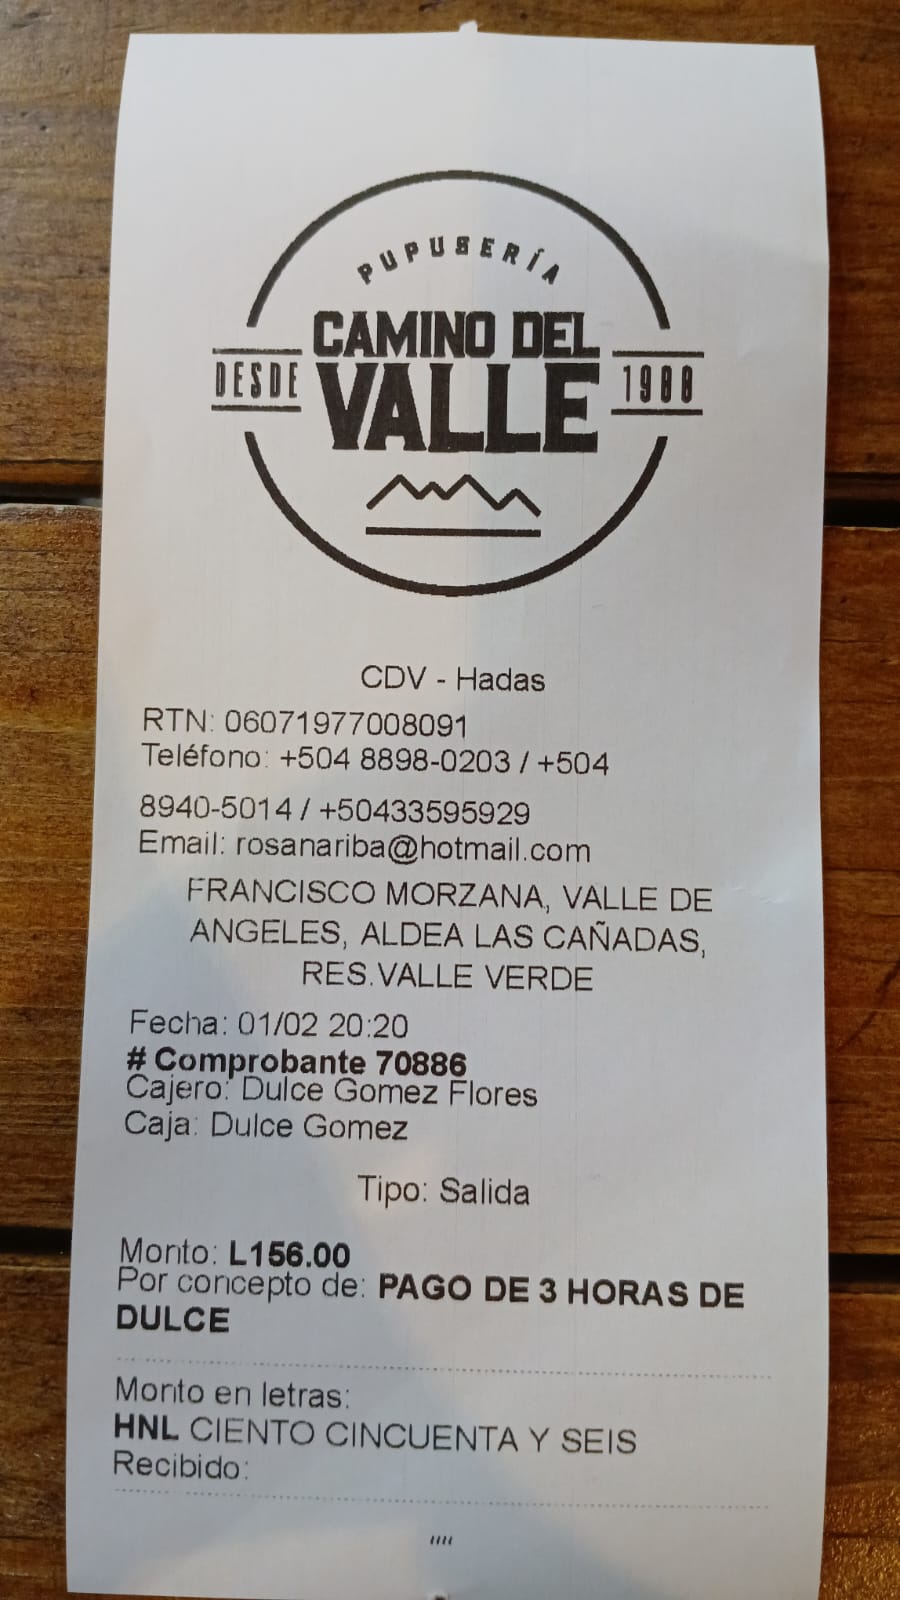 PUPUSERÍA
CAMINO DEL
DESDE VALLE 1988
CDV - Hadas
RTN: 06071977008091
Teléfono: +504 8898-0203 / +504
8940-5014 / +50433595929
Email: rosanariba@hotmail.com
FRANCISCO MORZANA, VALLE DE
ANGELES, ALDEA LAS CAÑADAS,
RES.VALLE VERDE
Fecha: 01/02 20:20
# Comprobante 70886
Cajero: Dulce Gomez Flores
Caja: Dulce Gomez
Tipo: Salida
Monto: L156.00
Por concepto de: PAGO DE 3 HORAS DE
DULCE
Monto en letras:
HNL CIENTO CINCUENTA Y SEIS
Recibido:
,,,,